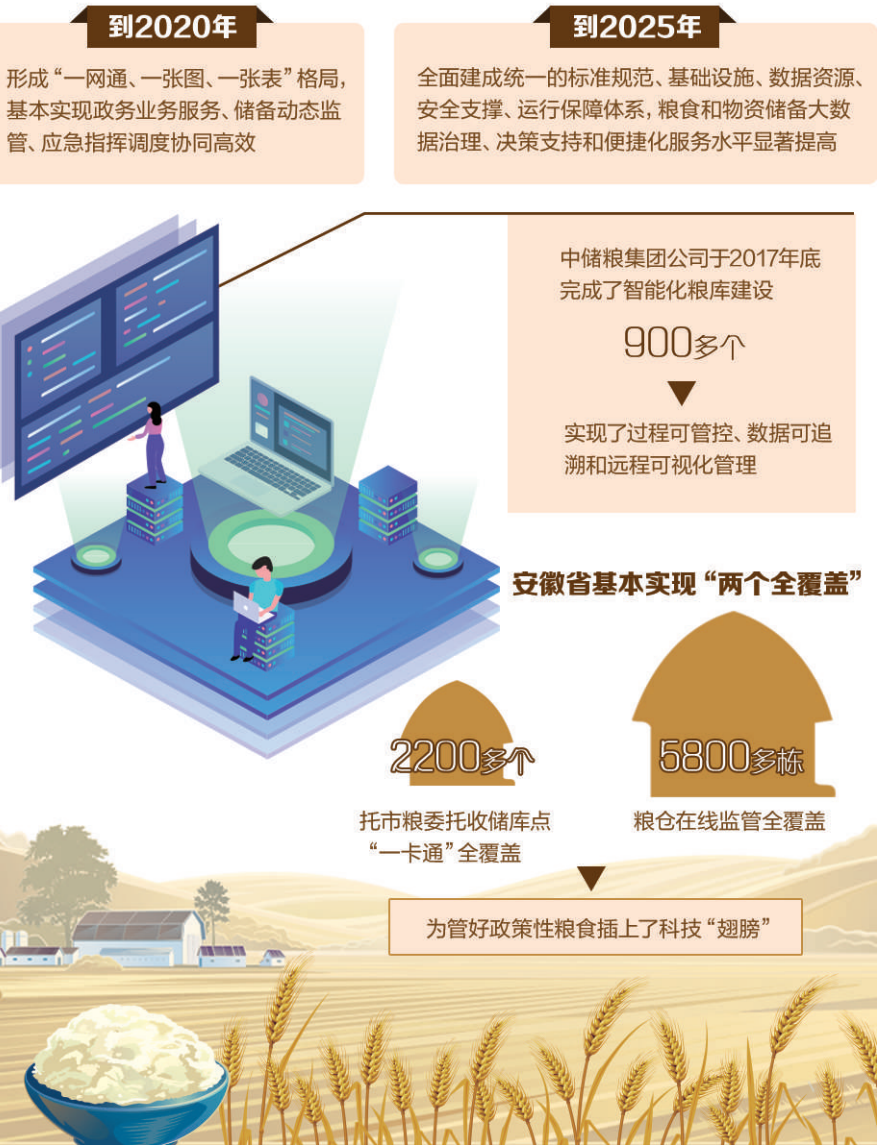 到2020年
形成“一网通、一张图、一张表”格局，
基本实现政务业务服务、储备动态监
管、应急指挥调度协同高效
到2025年
全面建成统一的标准规范、基础设施、数据资源、
安全支撑、运行保障体系，粮食和物资储备大数
据治理、决策支持和便捷化服务水平显著提高
中储粮集团公司于2017年底
完成了智能化粮库建设
900多个
实现了过程可管控、数据可追
溯和远程可视化管理
安徽省基本实现“两个全覆盖”
2200多个
托市粮委托收储库点
“一卡通”全覆盖
5800多栋
粮仓在线监管全覆盖
为管好政策性粮食插上了科技“翅膀”